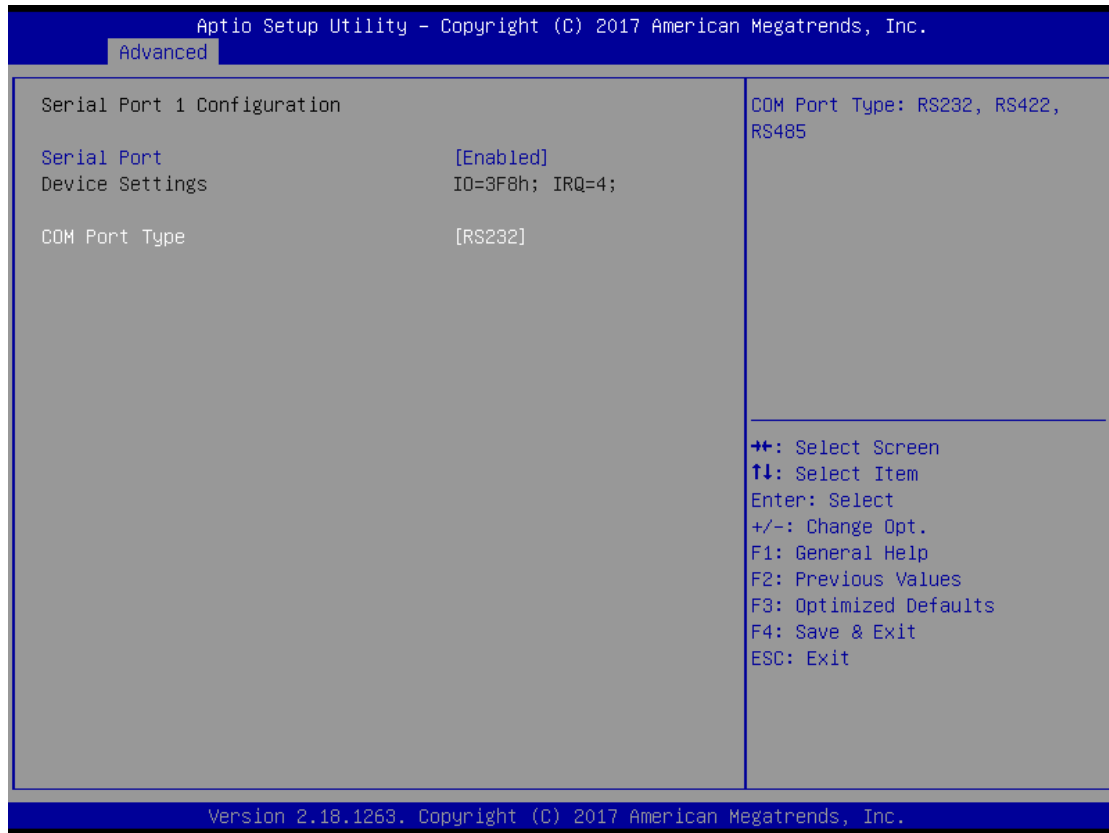 Aptio Setup Utility – Copyright (C) 2017 American Megatrends, Inc.
Advanced
Serial Port 1 Configuration
Serial Port [Enabled]
Device Settings IO=3F8h; IRQ=4;
COM Port Type [RS232]
COM Port Type: RS232, RS422,
RS485
→←: Select Screen
↑↓: Select Item
Enter: Select
+/-: Change Opt.
F1: General Help
F2: Previous Values
F3: Optimized Defaults
F4: Save & Exit
ESC: Exit
Version 2.18.1263. Copyright (C) 2017 American Megatrends, Inc.